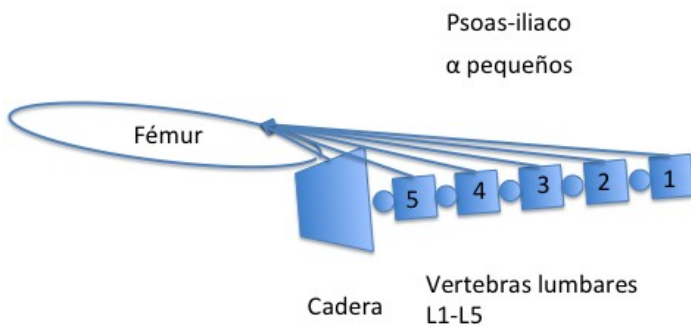 Psoas-iliaco
α pequeños
Fémur
5 4 3 2 1
Cadera
Vertebras lumbares
L1-L5